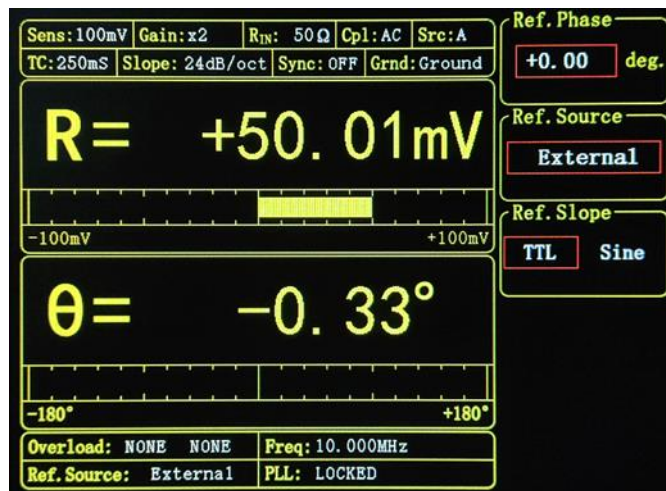 Sens:100mV Gain:x2 RIN: 50Ω Cpl:AC Src:A
TC:250mS Slope: 24dB/oct Sync: OFF Grnd:Ground
R= +50.01mV
-100mV +100mV
θ= -0.33°
-180° +180°
Overload: NONE NONE Freq:10.000MHz
Ref.Source: External PLL: LOCKED
Ref.Phase
+0.00 deg.
Ref.Source
External
Ref.Slope
TTL Sine